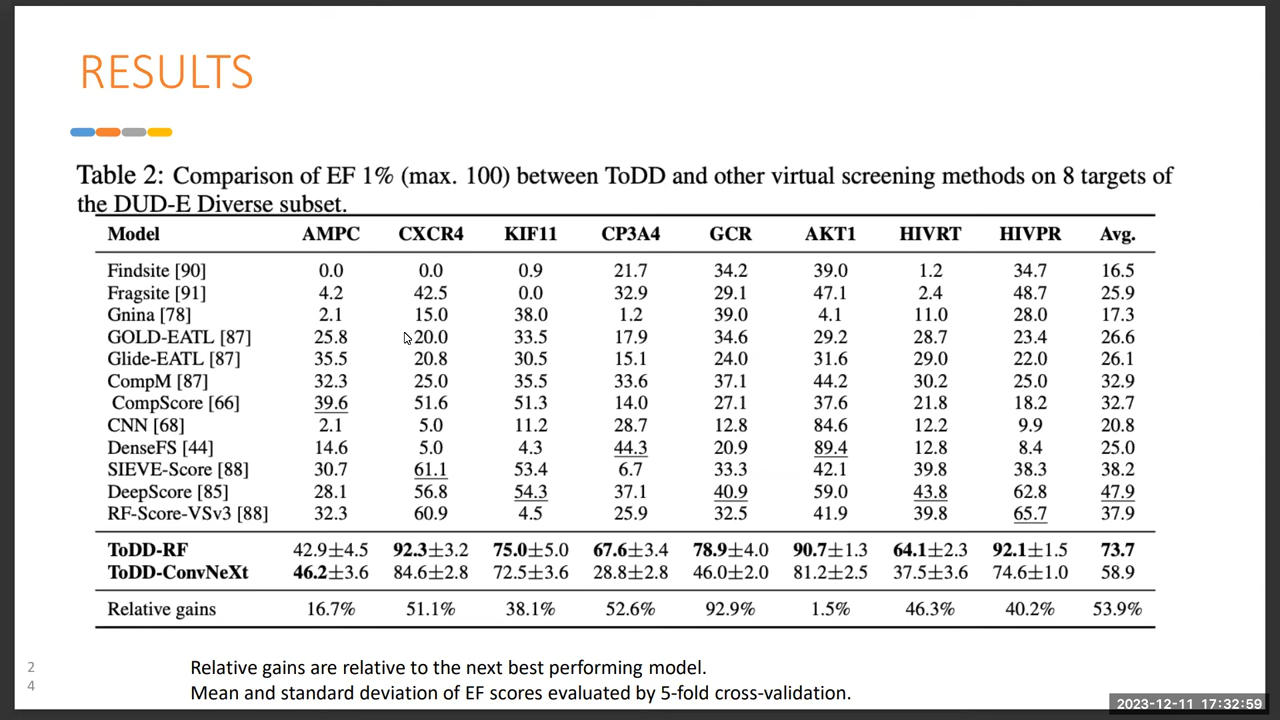 RESULTS
Table 2: Comparison of EF 1% (max. 100) between ToDD and other virtual screening methods on 8 targets of
the DUD-E Diverse subset.
Model AMPC CXCR4 KIF11 CP3A4 GCR AKT1 HIVRT HIVPR Avg.
Findsite [90] 0.0 0.0 0.9 21.7 34.2 39.0 1.2 34.7 16.5
Fragsite [91] 4.2 42.5 0.0 32.9 29.1 47.1 2.4 48.7 25.9
Gnina [78] 2.1 15.0 38.0 1.2 39.0 4.1 11.0 28.0 17.3
GOLD-EATL [87] 25.8 20.0 33.5 17.9 34.6 29.2 28.7 23.4 26.6
Glide-EATL [87] 35.5 20.8 30.5 15.1 24.0 31.6 29.0 22.0 26.1
CompM [87] 32.3 25.0 35.5 33.6 37.1 44.2 30.2 25.0 32.9
CompScore [66] 39.6 51.6 51.3 14.0 27.1 37.6 21.8 18.2 32.7
CNN [68] 2.1 5.0 11.2 28.7 12.8 84.6 12.2 9.9 20.8
DenseFS [44] 14.6 5.0 4.3 44.3 20.9 89.4 12.8 8.4 25.0
SIEVE-Score [88] 30.7 61.1 53.4 6.7 33.3 42.1 39.8 38.3 38.2
DeepScore [85] 28.1 56.8 54.3 37.1 40.9 59.0 43.8 62.8 47.9
RF-Score-VSv3 [88] 32.3 60.9 4.5 25.9 32.5 41.9 39.8 65.7 37.9
ToDD-RF 42.9±4.5 92.3±3.2 75.0±5.0 67.6±3.4 78.9±4.0 90.7±1.3 64.1±2.3 92.1±1.5 73.7
ToDD-ConvNeXt 46.2±3.6 84.6±2.8 72.5±3.6 28.8±2.8 46.0±2.0 81.2±2.5 37.5±3.6 74.6±1.0 58.9
Relative gains 16.7% 51.1% 38.1% 52.6% 92.9% 1.5% 46.3% 40.2% 53.9%
Relative gains are relative to the next best performing model.
Mean and standard deviation of EF scores evaluated by 5-fold cross-validation.
2
4
2023-12-11 17:32:59